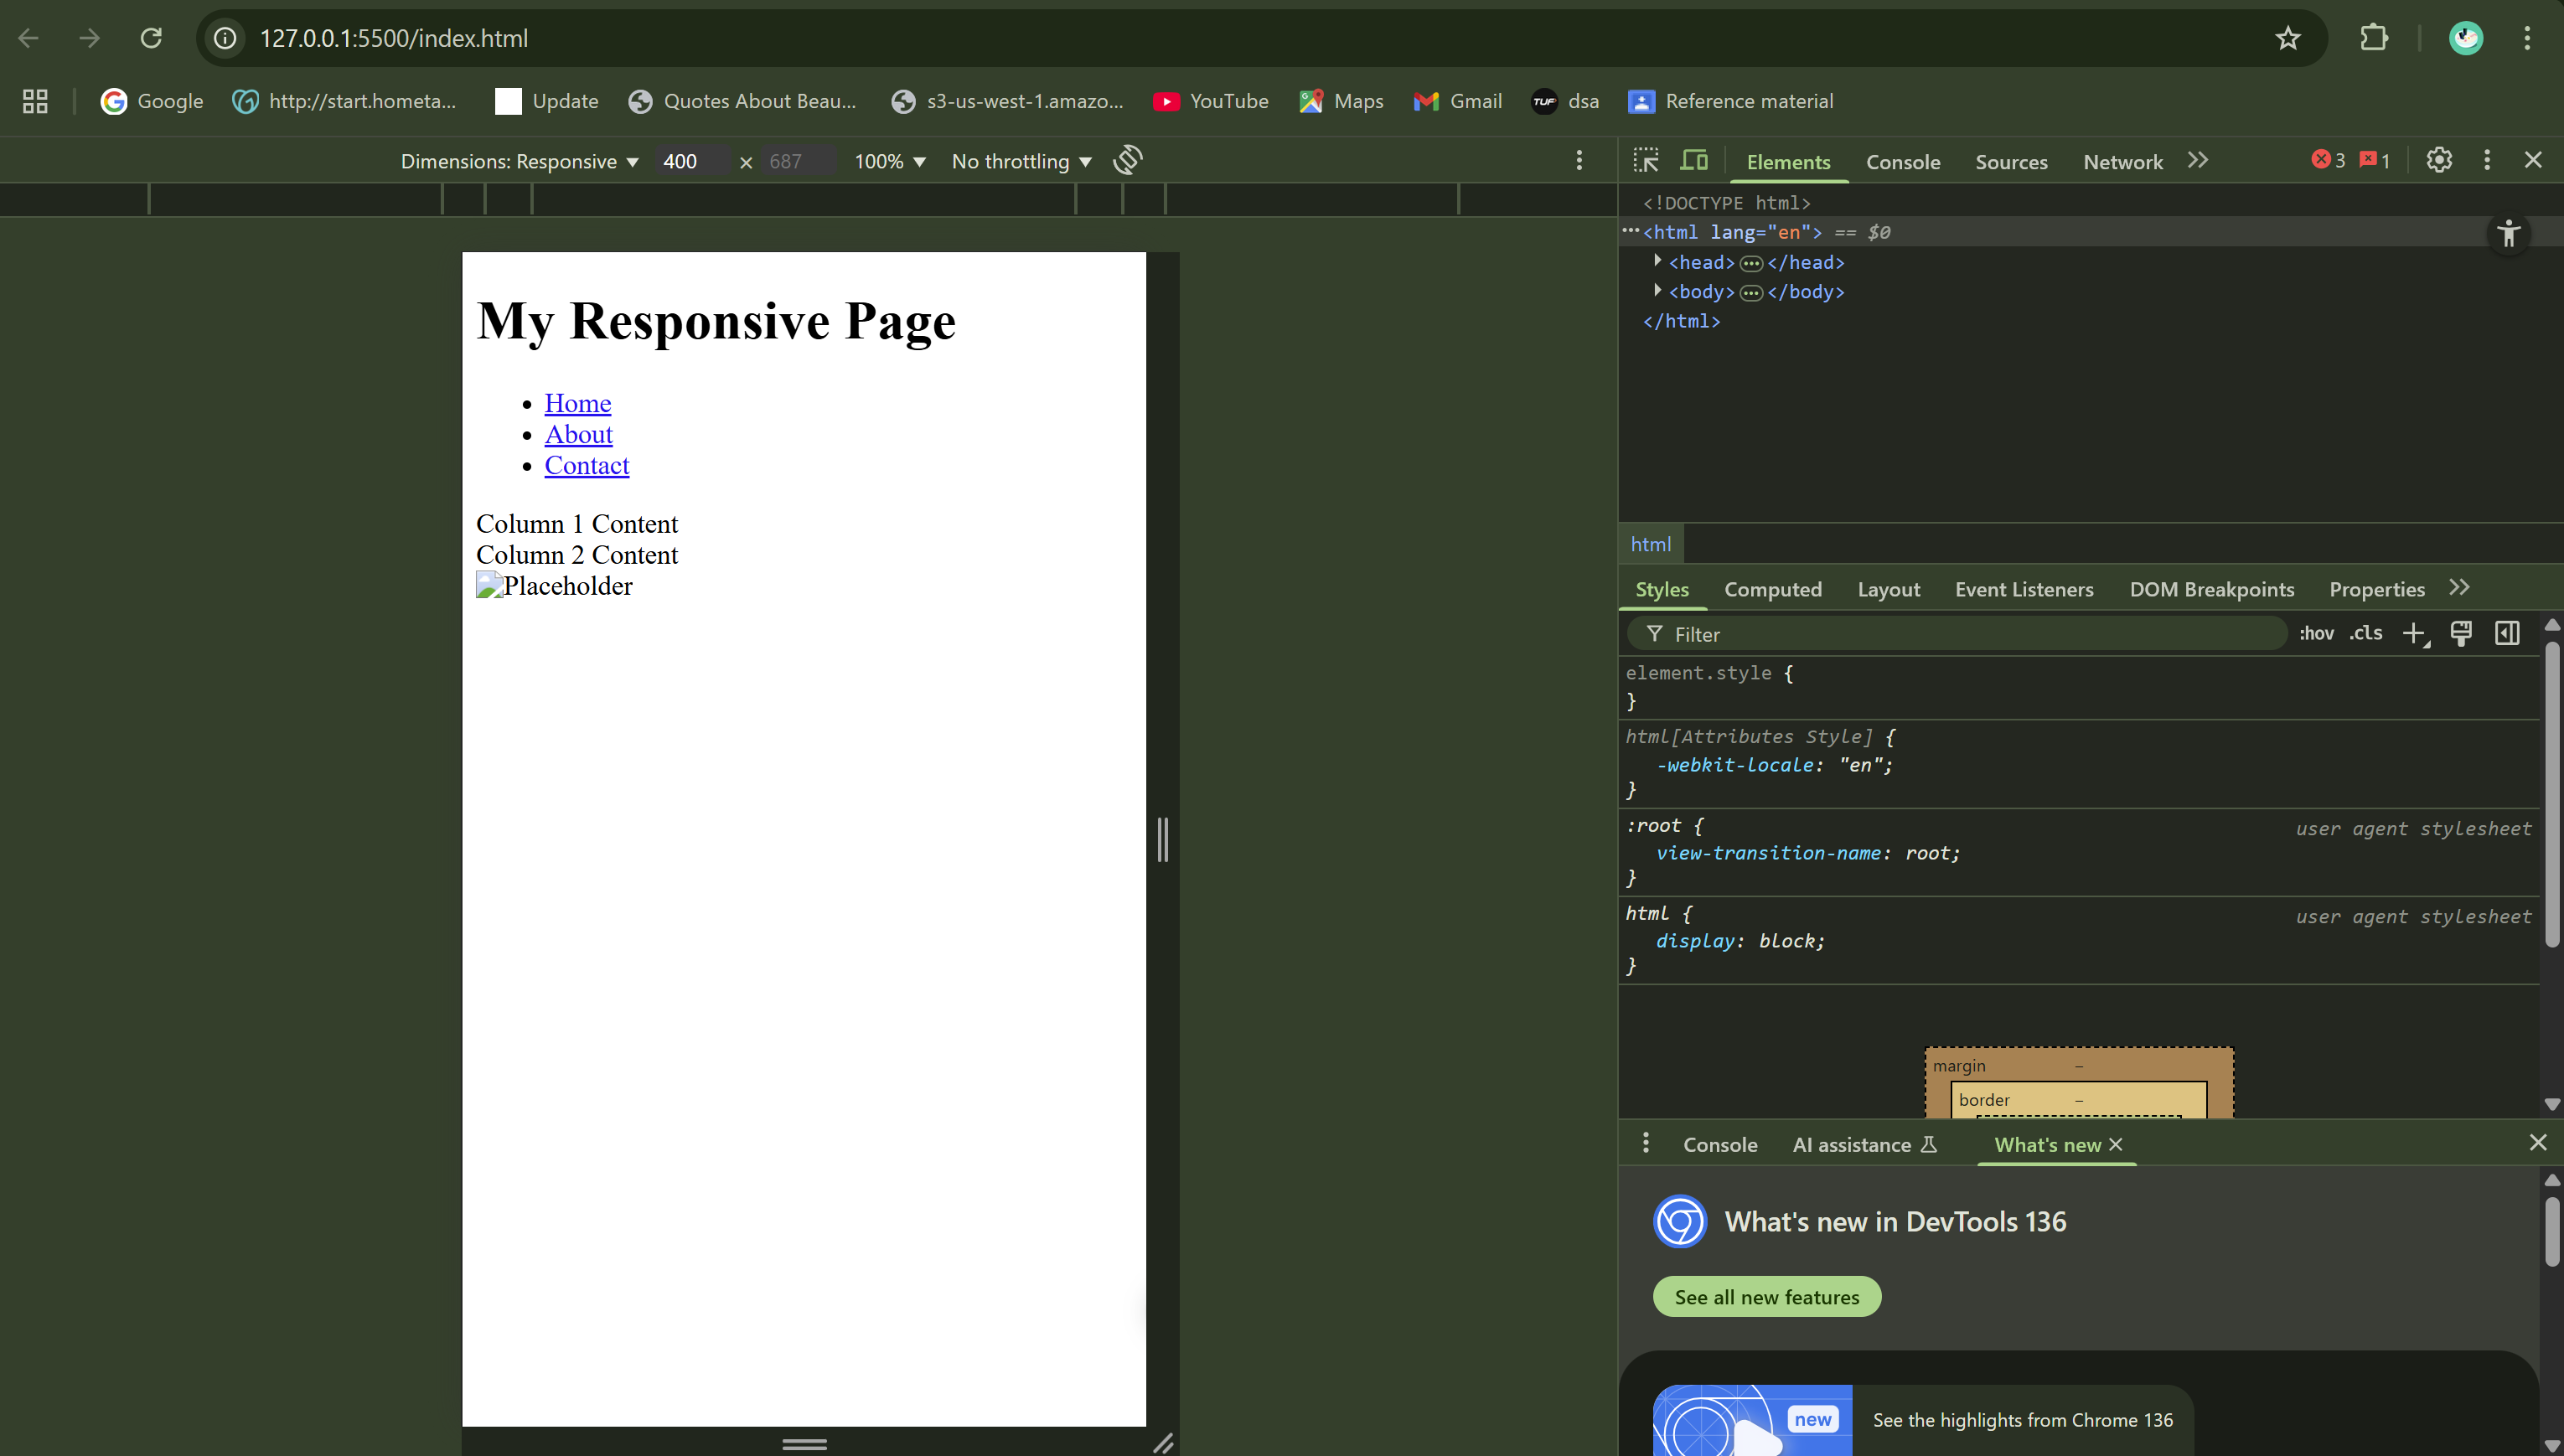 127.0.0.1:5500/index.html
Google http://start.hometa... Update Quotes About Beau... s3-us-west-1.amazo... YouTube Maps Gmail TUF dsa Reference material
Dimensions: Responsive 400 × 687 100% No throttling
Elements Console Sources Network 3 1
My Responsive Page
Home
About
Contact
Column 1 Content
Column 2 Content
Placeholder
<!DOCTYPE html>
<html lang="en"> == $0
<head> </head>
<body> </body>
</html>
html
Styles Computed Layout Event Listeners DOM Breakpoints Properties
Filter :hov .cls
element.style {
}
html[Attributes Style] {
-webkit-locale: "en";
}
:root { user agent stylesheet
view-transition-name: root;
}
html { user agent stylesheet
display: block;
}
margin –
border –
Console AI assistance What's new
What's new in DevTools 136
See all new features
new See the highlights from Chrome 136